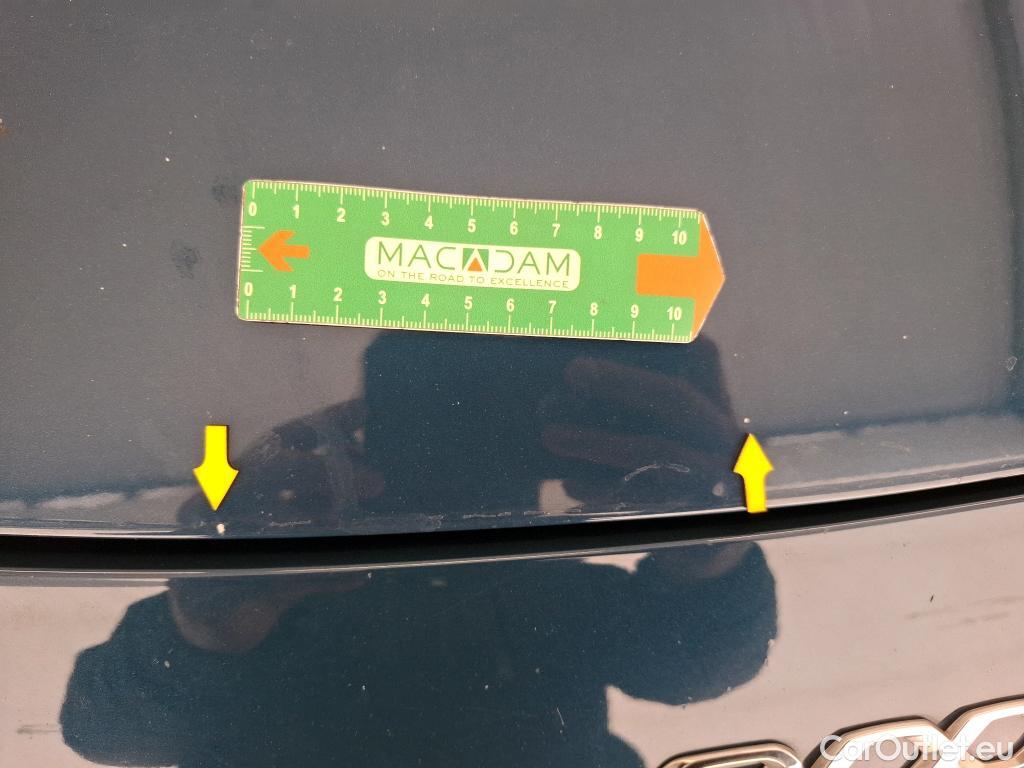 0 1 2 3 4 5 6 7 8 9 10
MACADAM
ON THE ROAD TO EXCELLENCE
0 1 2 3 4 5 6 7 8 9 10
CarOutlet.eu